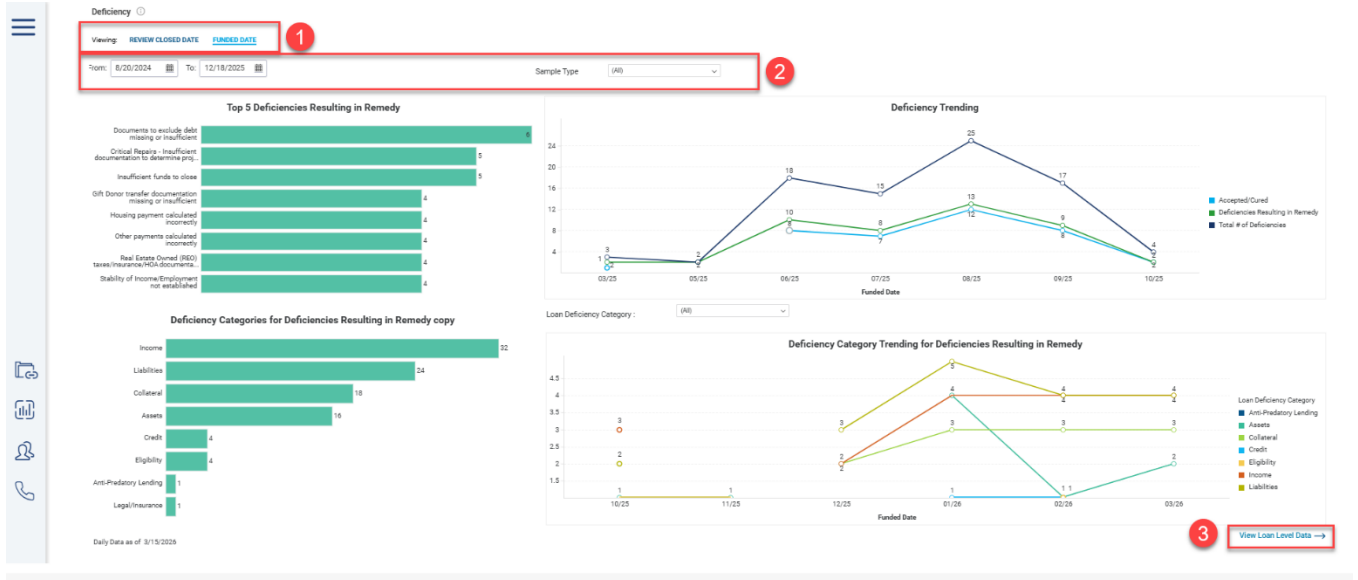 Deficiency
Viewing: REVIEW CLOSED DATE FUNDED DATE
1
From: 8/20/2024 To: 12/18/2025
Sample Type (All)
2
Top 5 Deficiencies Resulting in Remedy
Documents to exclude debt
missing or insufficient
6
Critical Repairs - Insufficient
documentation to determine proj...
5
Insufficient funds to close
5
Gift Donor transfer documentation
missing or insufficient
4
Housing payment calculated
incorrectly
4
Other payments calculated
incorrectly
4
Real Estate Owned (REO)
taxes/insurance/HOA documenta...
4
Stability of Income/Employment
not established
4
Deficiency Trending
24
20
16
12
8
4
3
1
2
2
2
18
10
8
15
8
7
25
13
12
17
9
8
4
2
2
03/25 05/25 06/25 07/25 08/25 09/25 10/25
Funded Date
Accepted/Cured
Deficiencies Resulting In Remedy
Total # of Deficiencies
Deficiency Categories for Deficiencies Resulting in Remedy copy
Income 32
Liabilities 24
Collateral 18
Assets 16
Credit 4
Eligibility 4
Anti-Predatory Lending 1
Legal/Insurance 1
Daily Data as of 3/15/2026
Loan Deficiency Category : (All)
Deficiency Category Trending for Deficiencies Resulting in Remedy
4.5
4
3.5
3
2.5
2
1.5
3
2
1
1
3
2
2
5
4
3
1
4
4
3
1 1
4
4
3
2
10/25 11/25 12/25 01/26 02/26 03/26
Funded Date
Loan Deficiency Category
Anti-Predatory Lending
Assets
Collateral
Credit
Eligibility
Income
Liabilities
3
View Loan Level Data →